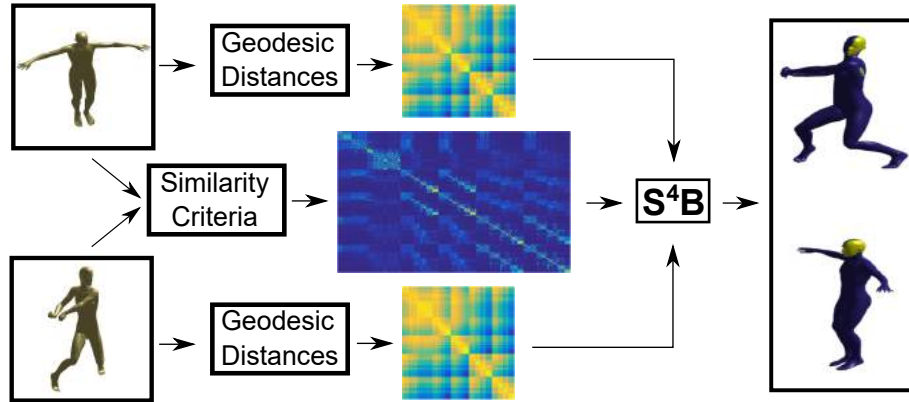 Geodesic
Distances
Similarity
Criteria
S⁴B
Geodesic
Distances